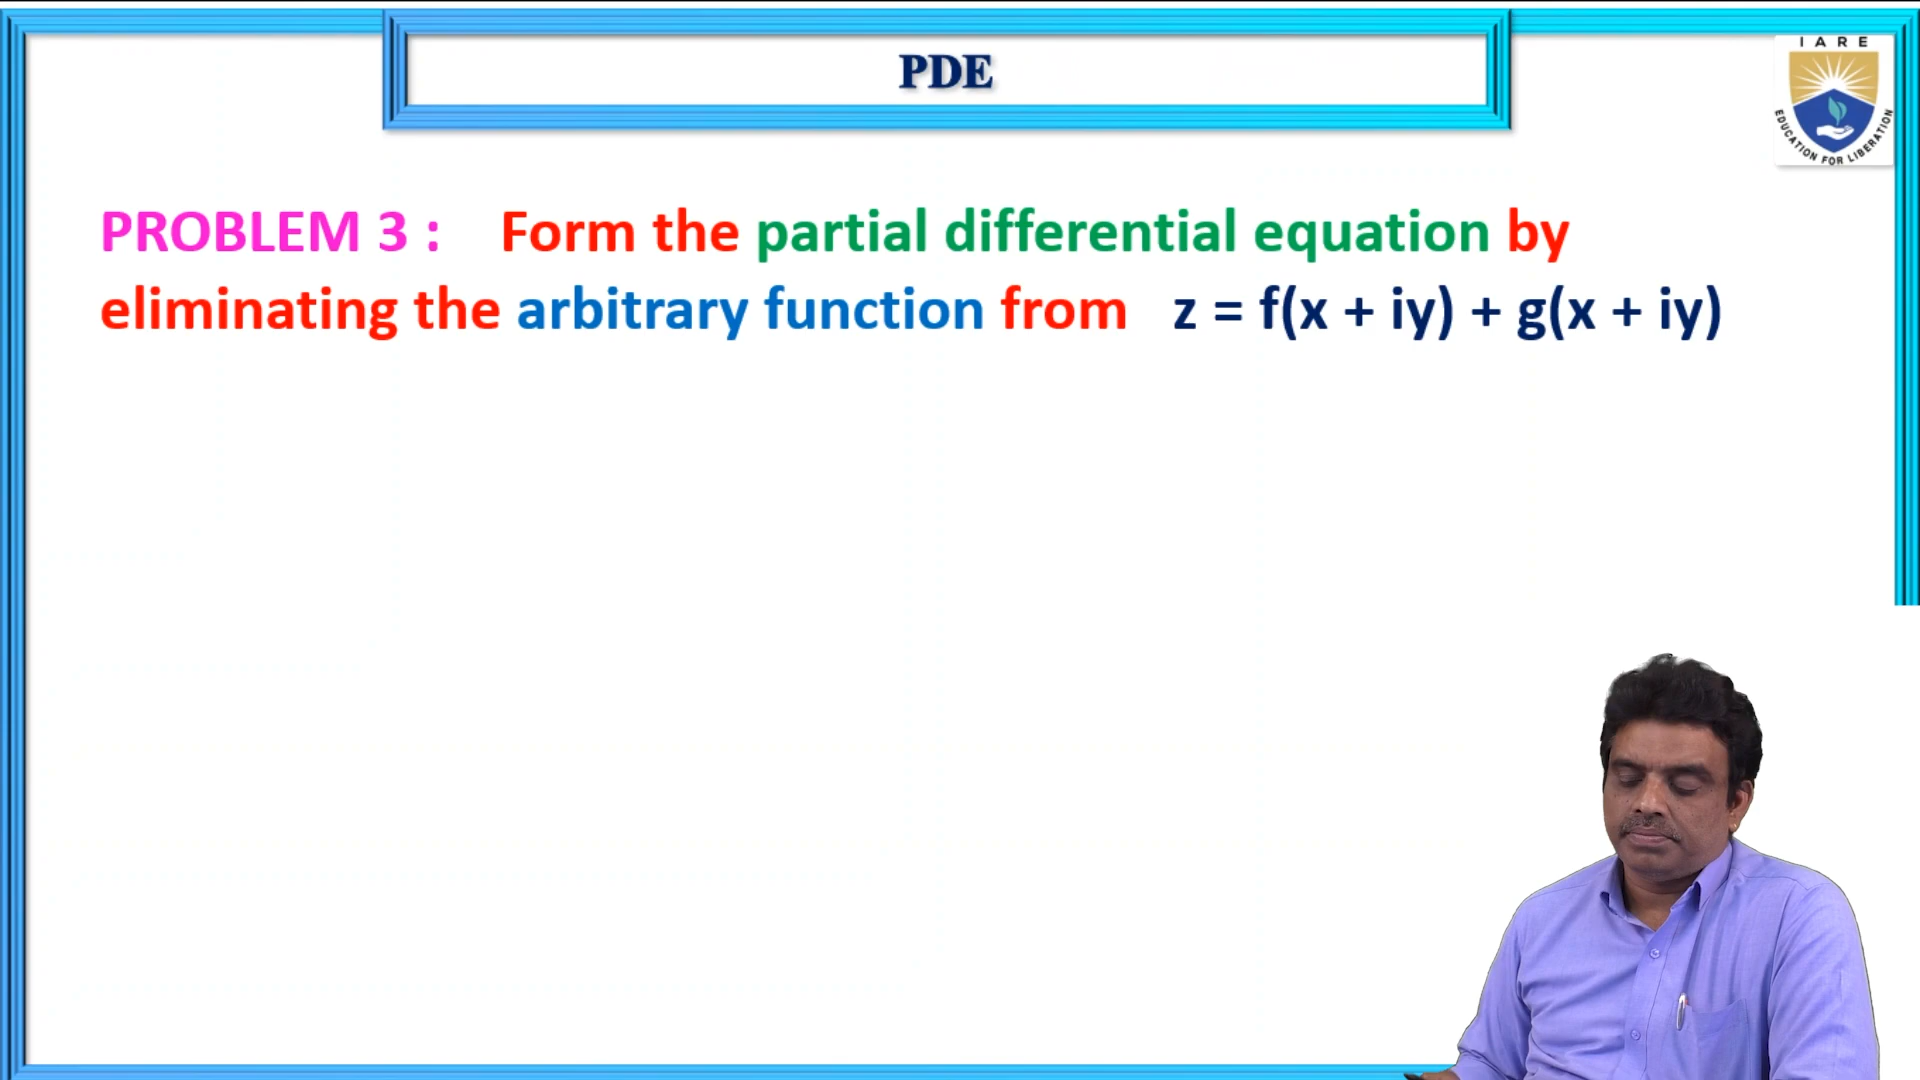 PDE
I A R E
EDUCATION FOR LIBERATION
PROBLEM 3 : Form the partial differential equation by
eliminating the arbitrary function from z = f(x + iy) + g(x + iy)